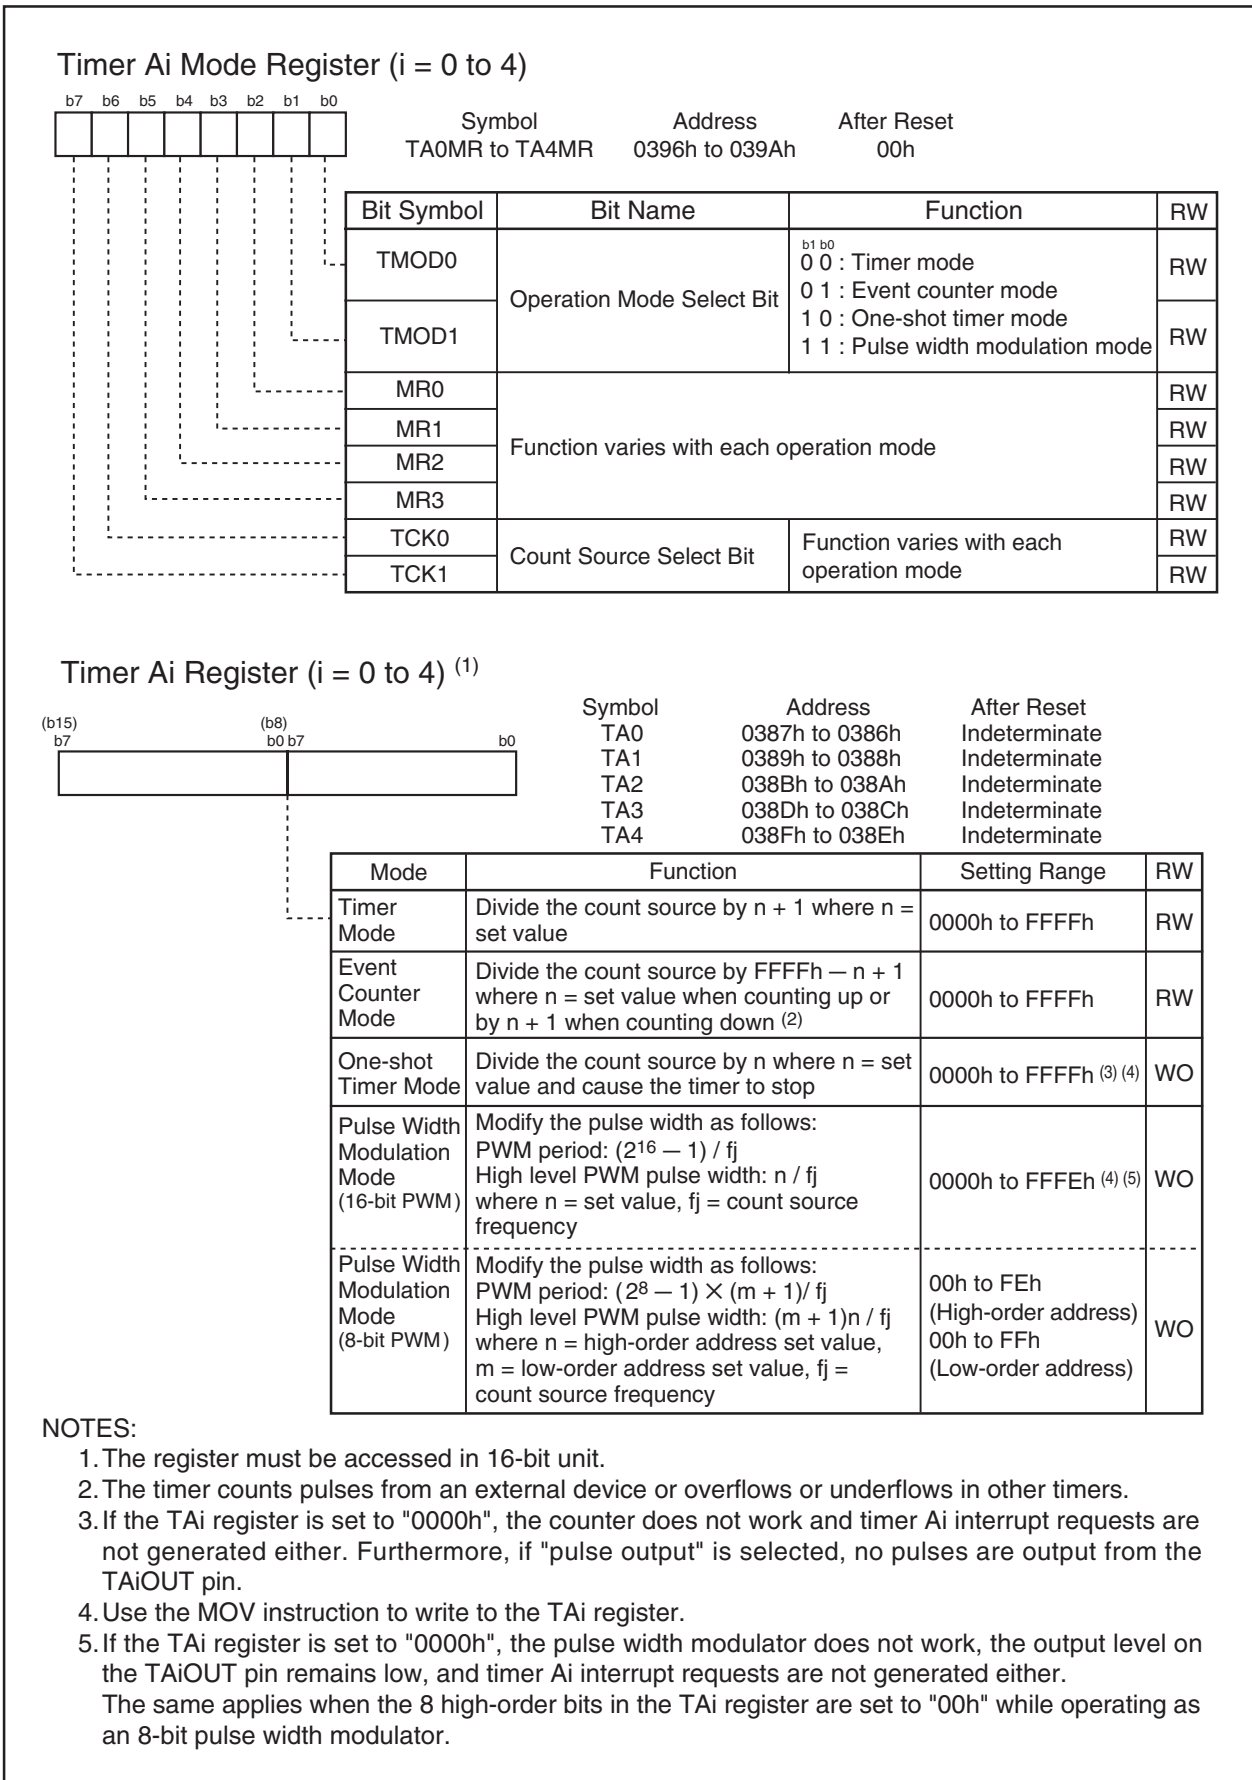 Timer Ai Mode Register (i = 0 to 4)
b7 b6 b5 b4 b3 b2 b1 b0
Symbol Address After Reset
TA0MR to TA4MR 0396h to 039Ah 00h
Bit Symbol Bit Name Function RW
TMOD0 Operation Mode Select Bit b1 b0
0 0 : Timer mode RW
0 1 : Event counter mode
TMOD1 1 0 : One-shot timer mode RW
1 1 : Pulse width modulation mode
MR0 Function varies with each operation mode RW
MR1 RW
MR2 RW
MR3 RW
TCK0 Count Source Select Bit Function varies with each RW
TCK1 operation mode RW
Timer Ai Register (i = 0 to 4) (1)
(b15) (b8)
b7 b0 b7 b0
Symbol Address After Reset
TA0 0387h to 0386h Indeterminate
TA1 0389h to 0388h Indeterminate
TA2 038Bh to 038Ah Indeterminate
TA3 038Dh to 038Ch Indeterminate
TA4 038Fh to 038Eh Indeterminate
Mode Function Setting Range RW
Timer Divide the count source by n + 1 where n =
Mode set value 0000h to FFFFh RW
Event Divide the count source by FFFFh — n + 1
Counter where n = set value when counting up or 0000h to FFFFh RW
Mode by n + 1 when counting down (2)
One-shot Divide the count source by n where n = set
Timer Mode value and cause the timer to stop 0000h to FFFFh (3) (4) WO
Pulse Width Modify the pulse width as follows:
Modulation PWM period: (2¹⁶ — 1) / fj
Mode High level PWM pulse width: n / fj 0000h to FFFEh (4) (5) WO
(16-bit PWM) where n = set value, fj = count source
frequency
Pulse Width Modify the pulse width as follows:
Modulation PWM period: (2⁸ — 1) × (m + 1)/ fj 00h to FEh
Mode High level PWM pulse width: (m + 1)n / fj (High-order address)
(8-bit PWM) where n = high-order address set value, 00h to FFh WO
m = low-order address set value, fj = (Low-order address)
count source frequency
NOTES:
1. The register must be accessed in 16-bit unit.
2. The timer counts pulses from an external device or overflows or underflows in other timers.
3. If the TAi register is set to "0000h", the counter does not work and timer Ai interrupt requests are
not generated either. Furthermore, if "pulse output" is selected, no pulses are output from the
TAiOUT pin.
4. Use the MOV instruction to write to the TAi register.
5. If the TAi register is set to "0000h", the pulse width modulator does not work, the output level on
the TAiOUT pin remains low, and timer Ai interrupt requests are not generated either.
The same applies when the 8 high-order bits in the TAi register are set to "00h" while operating as
an 8-bit pulse width modulator.